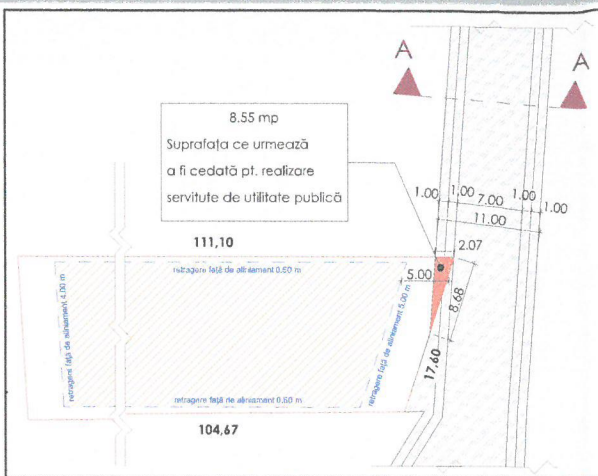 A
A
8.55 mp
Suprafața ce urmează
a fi cedată pt. realizare
servitute de utilitate publică
1.00 1.00 7.00 1.00 1.00
11.00
111,10
2.07
retragere față de aliniament 0.60 m
5.00
8.68
retragere față de aliniament 4.00 m
retragere față de aliniament 5.00 m
17,60
retragere față de aliniament 0.60 m
104,67